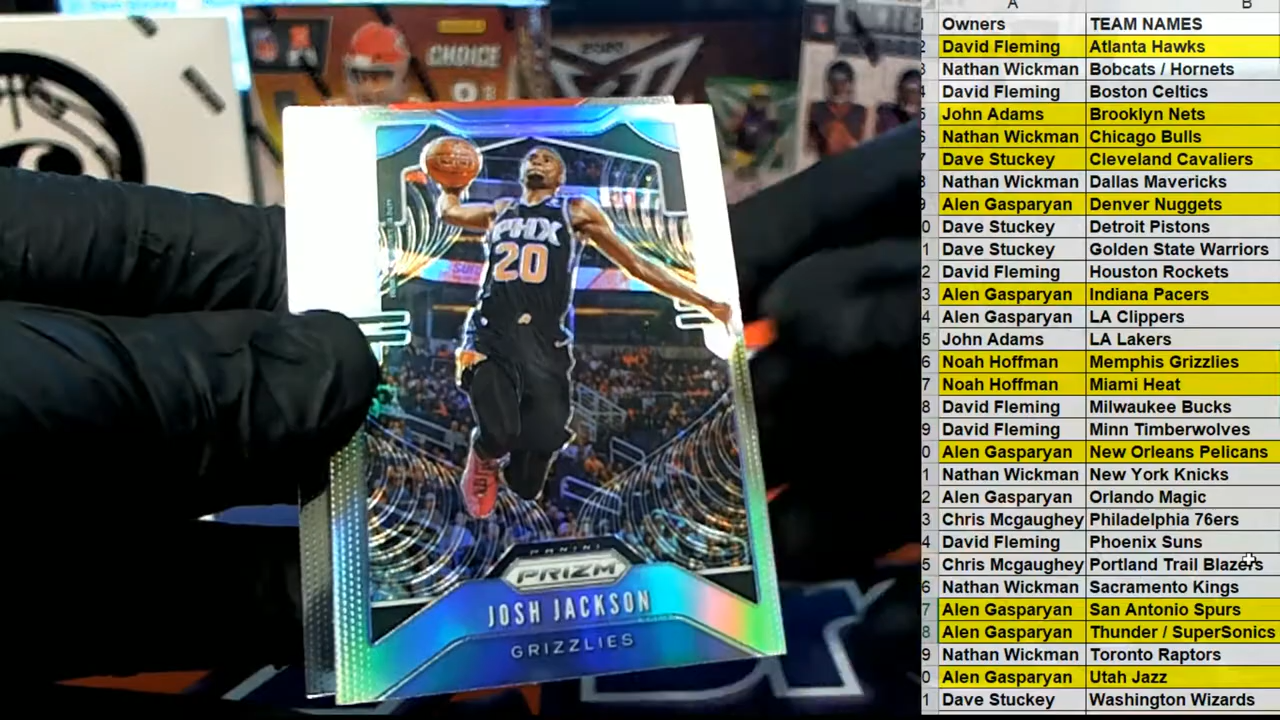 CHOICE
2020
PHX
20
PANINI
PRIZM
JOSH JACKSON
GRIZZLIES
A B
Owners TEAM NAMES
David Fleming Atlanta Hawks
Nathan Wickman Bobcats / Hornets
David Fleming Boston Celtics
John Adams Brooklyn Nets
Nathan Wickman Chicago Bulls
Dave Stuckey Cleveland Cavaliers
Nathan Wickman Dallas Mavericks
Alen Gasparyan Denver Nuggets
Dave Stuckey Detroit Pistons
Dave Stuckey Golden State Warriors
David Fleming Houston Rockets
Alen Gasparyan Indiana Pacers
Alen Gasparyan LA Clippers
John Adams LA Lakers
Noah Hoffman Memphis Grizzlies
Noah Hoffman Miami Heat
David Fleming Milwaukee Bucks
David Fleming Minn Timberwolves
Alen Gasparyan New Orleans Pelicans
Nathan Wickman New York Knicks
Alen Gasparyan Orlando Magic
Chris Mcgaughey Philadelphia 76ers
David Fleming Phoenix Suns
Chris Mcgaughey Portland Trail Blazers
Nathan Wickman Sacramento Kings
Alen Gasparyan San Antonio Spurs
Alen Gasparyan Thunder / SuperSonics
Nathan Wickman Toronto Raptors
Alen Gasparyan Utah Jazz
Dave Stuckey Washington Wizards